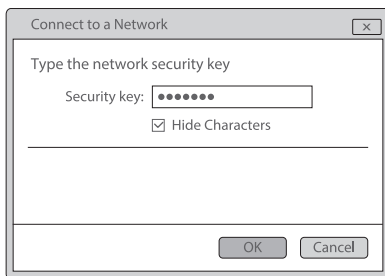 Connect to a Network
Type the network security key
Security key: ●●●●●●●
Hide Characters
OK Cancel